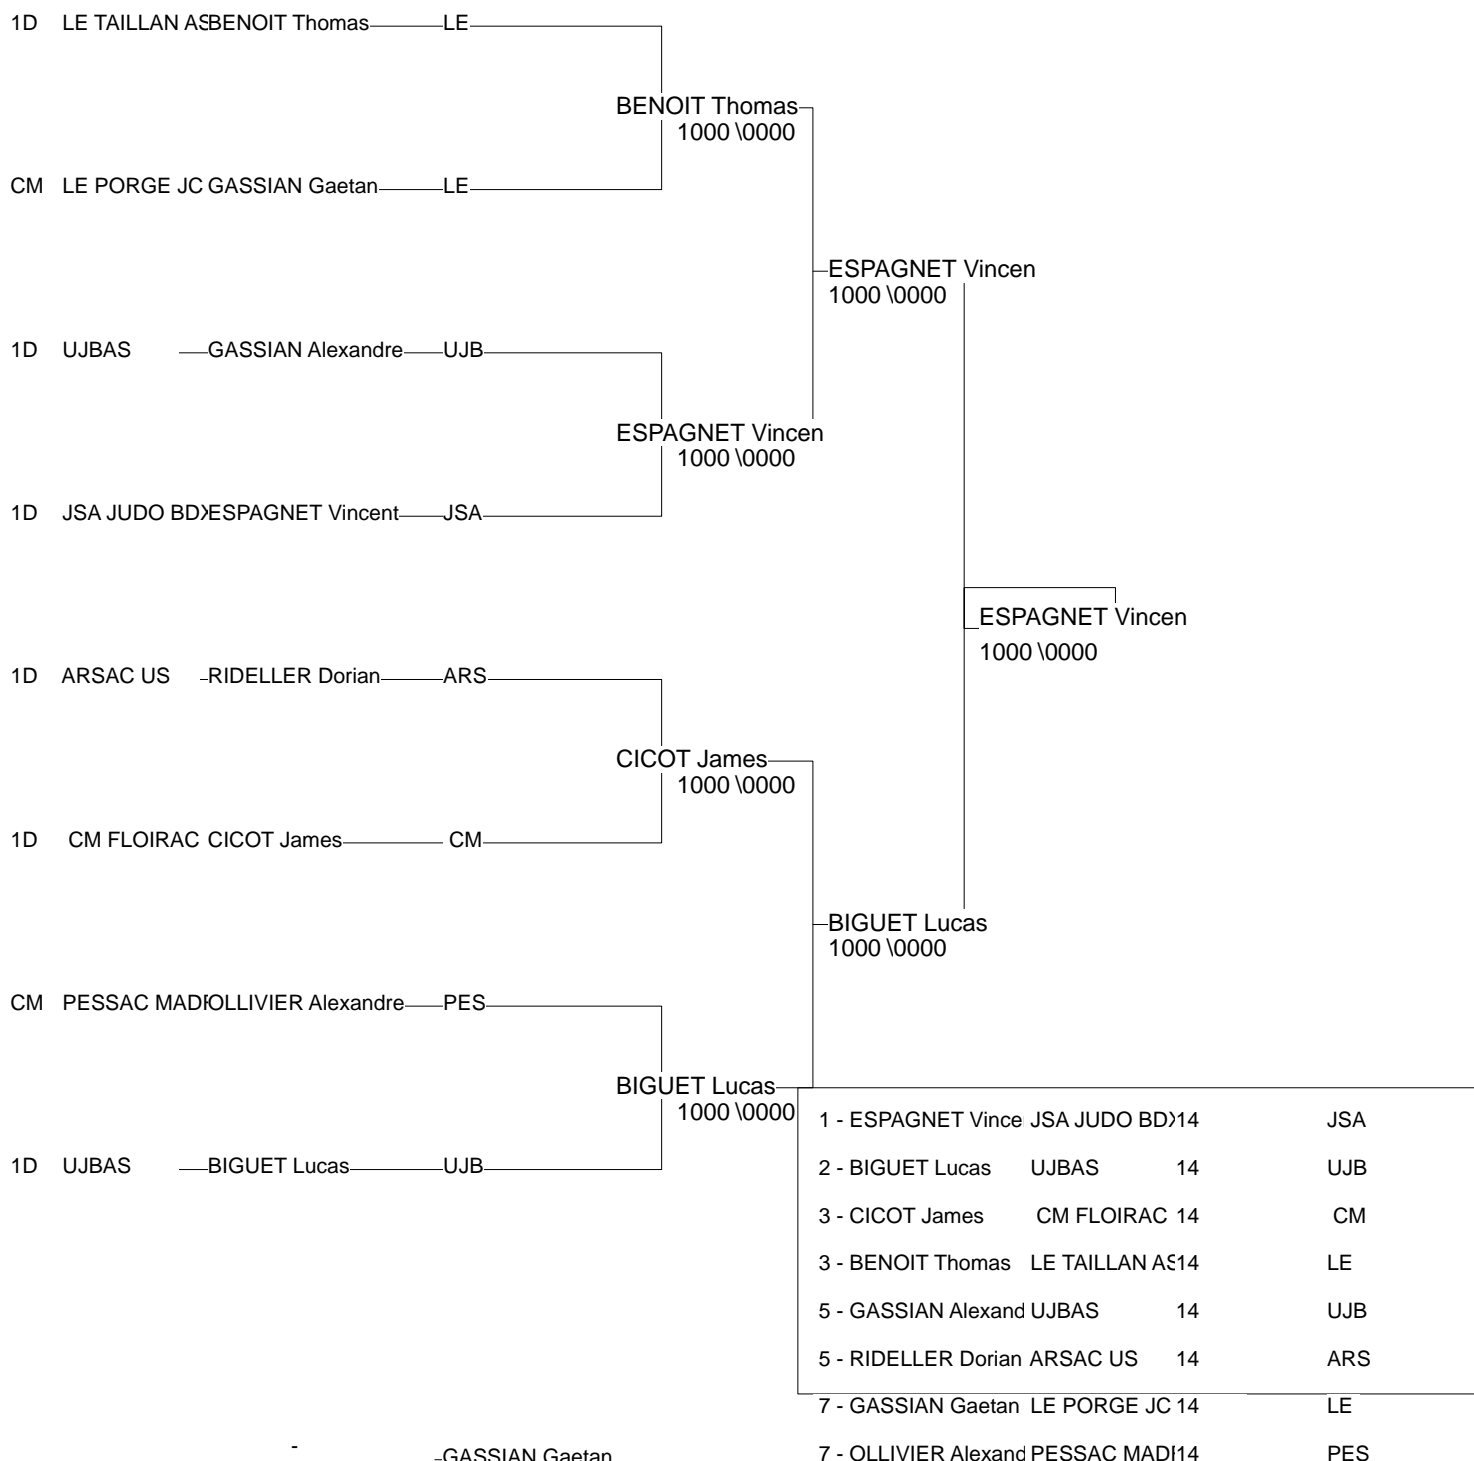 1D LE TAILLAN AS BENOIT Thomas LE
BENOIT Thomas
1000 \0000
CM LE PORGE JC GASSIAN Gaetan LE
ESPAGNET Vincen
1000 \0000
1D UJBAS GASSIAN Alexandre UJB
ESPAGNET Vincen
1000 \0000
1D JSA JUDO BDX ESPAGNET Vincent JSA
ESPAGNET Vincen
1000 \0000
1D ARSAC US RIDELLER Dorian ARS
CICOT James
1000 \0000
1D CM FLOIRAC CICOT James CM
BIGUET Lucas
1000 \0000
CM PESSAC MADR OLLIVIER Alexandre PES
BIGUET Lucas
1000 \0000
1D UJBAS BIGUET Lucas UJB
1 - ESPAGNET Vince JSA JUDO BDX 14 JSA
2 - BIGUET Lucas UJBAS 14 UJB
3 - CICOT James CM FLOIRAC 14 CM
3 - BENOIT Thomas LE TAILLAN AS 14 LE
5 - GASSIAN Alexand UJBAS 14 UJB
5 - RIDELLER Dorian ARSAC US 14 ARS
7 - GASSIAN Gaetan LE PORGE JC 14 LE
7 - OLLIVIER Alexand PESSAC MADR 14 PES
- GASSIAN Gaetan